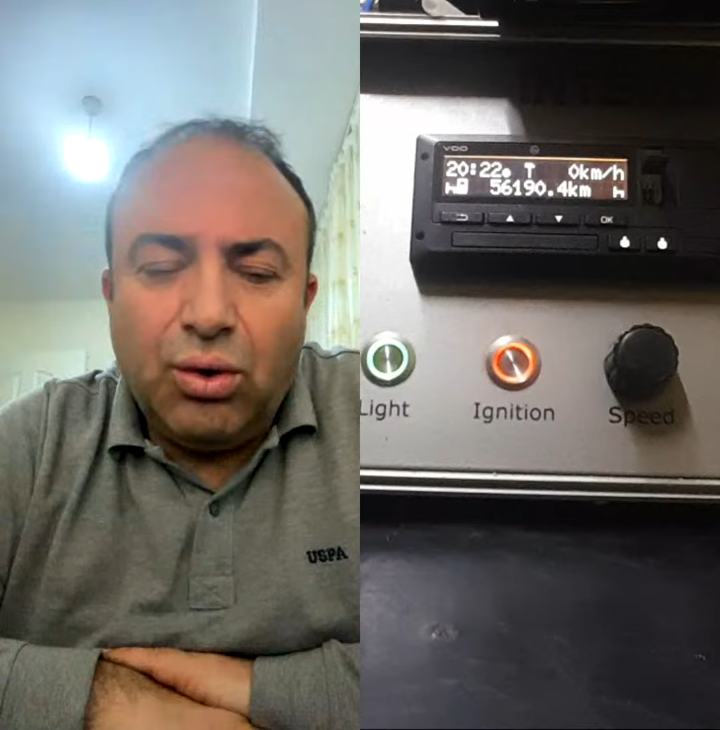 USPA
VDO
20:22 0km/h
56190.4km h
OK
Light
Ignition
Speed